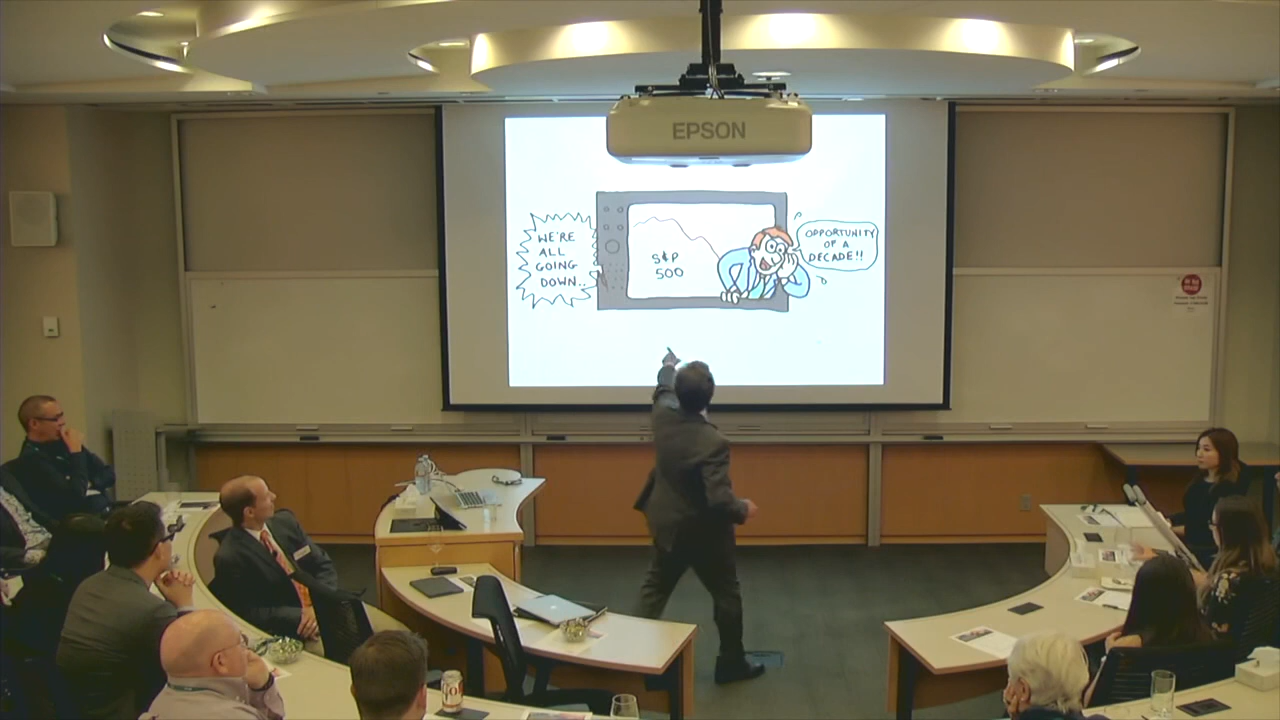 EPSON
WE'RE
ALL
GOING
DOWN..
S&P
500
OPPORTUNITY
OF A
DECADE!!